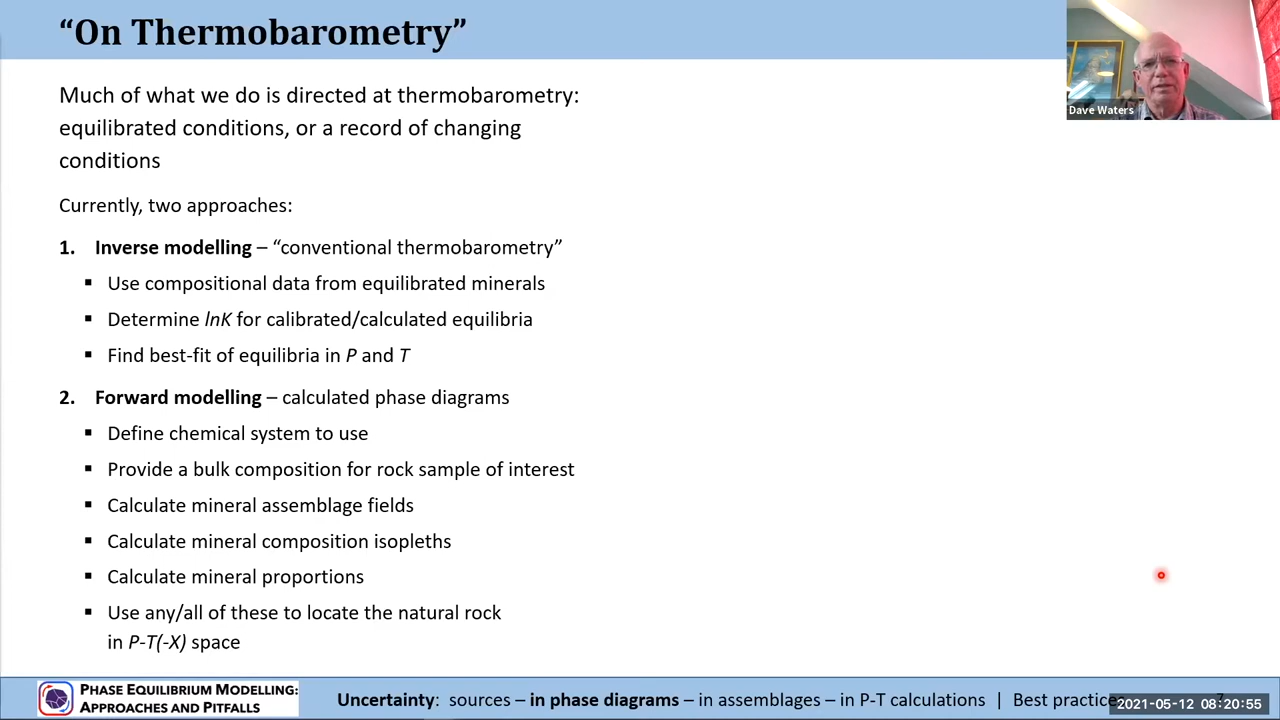 “On Thermobarometry”
Dave Waters
Much of what we do is directed at thermobarometry:
equilibrated conditions, or a record of changing
conditions
Currently, two approaches:
1. Inverse modelling – “conventional thermobarometry”
▪ Use compositional data from equilibrated minerals
▪ Determine lnK for calibrated/calculated equilibria
▪ Find best-fit of equilibria in P and T
2. Forward modelling – calculated phase diagrams
▪ Define chemical system to use
▪ Provide a bulk composition for rock sample of interest
▪ Calculate mineral assemblage fields
▪ Calculate mineral composition isopleths
▪ Calculate mineral proportions
▪ Use any/all of these to locate the natural rock
in P-T(-X) space
PHASE EQUILIBRIUM MODELLING:
APPROACHES AND PITFALLS
Uncertainty: sources – in phase diagrams – in assemblages – in P-T calculations | Best practice
2021-05-12 08:20:55